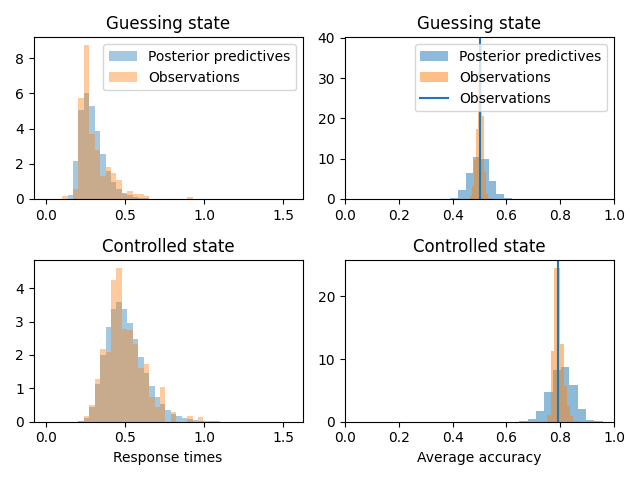 Guessing state
Posterior predictives
Observations
8
6
4
2
0
0.0 0.5 1.0 1.5
Guessing state
Posterior predictives
Observations
Observations
40
30
20
10
0
0.0 0.2 0.4 0.6 0.8 1.0
Controlled state
4
3
2
1
0
0.0 0.5 1.0 1.5
Response times
Controlled state
20
10
0
0.0 0.2 0.4 0.6 0.8 1.0
Average accuracy